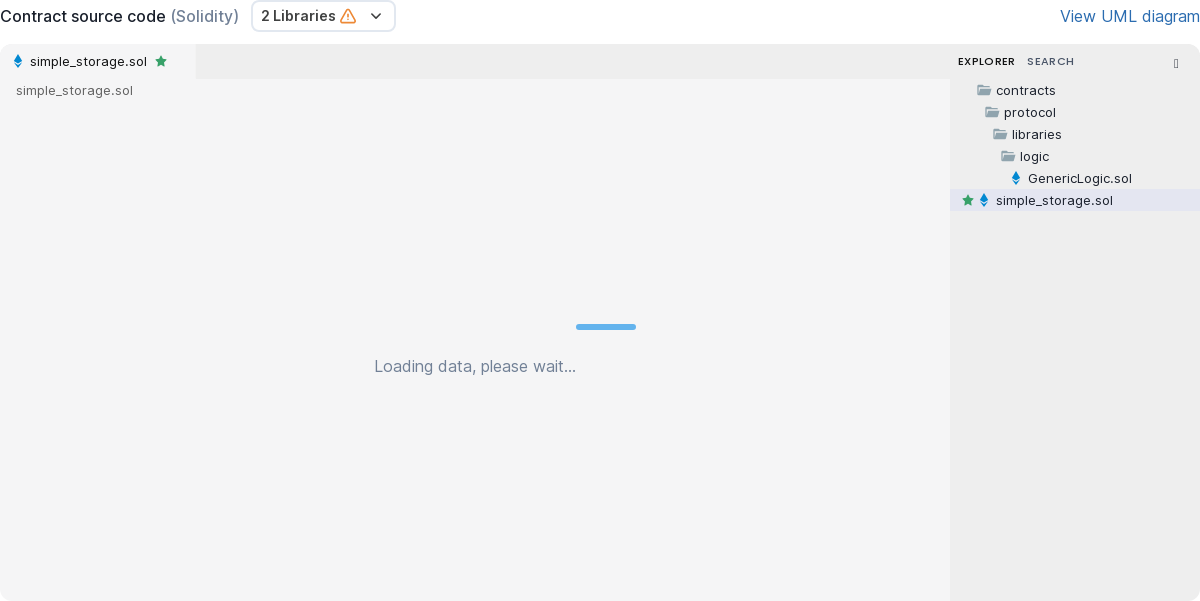 Contract source code (Solidity)
2 Libraries
View UML diagram
simple_storage.sol
simple_storage.sol
Loading data, please wait...
EXPLORER SEARCH
contracts
protocol
libraries
logic
GenericLogic.sol
simple_storage.sol